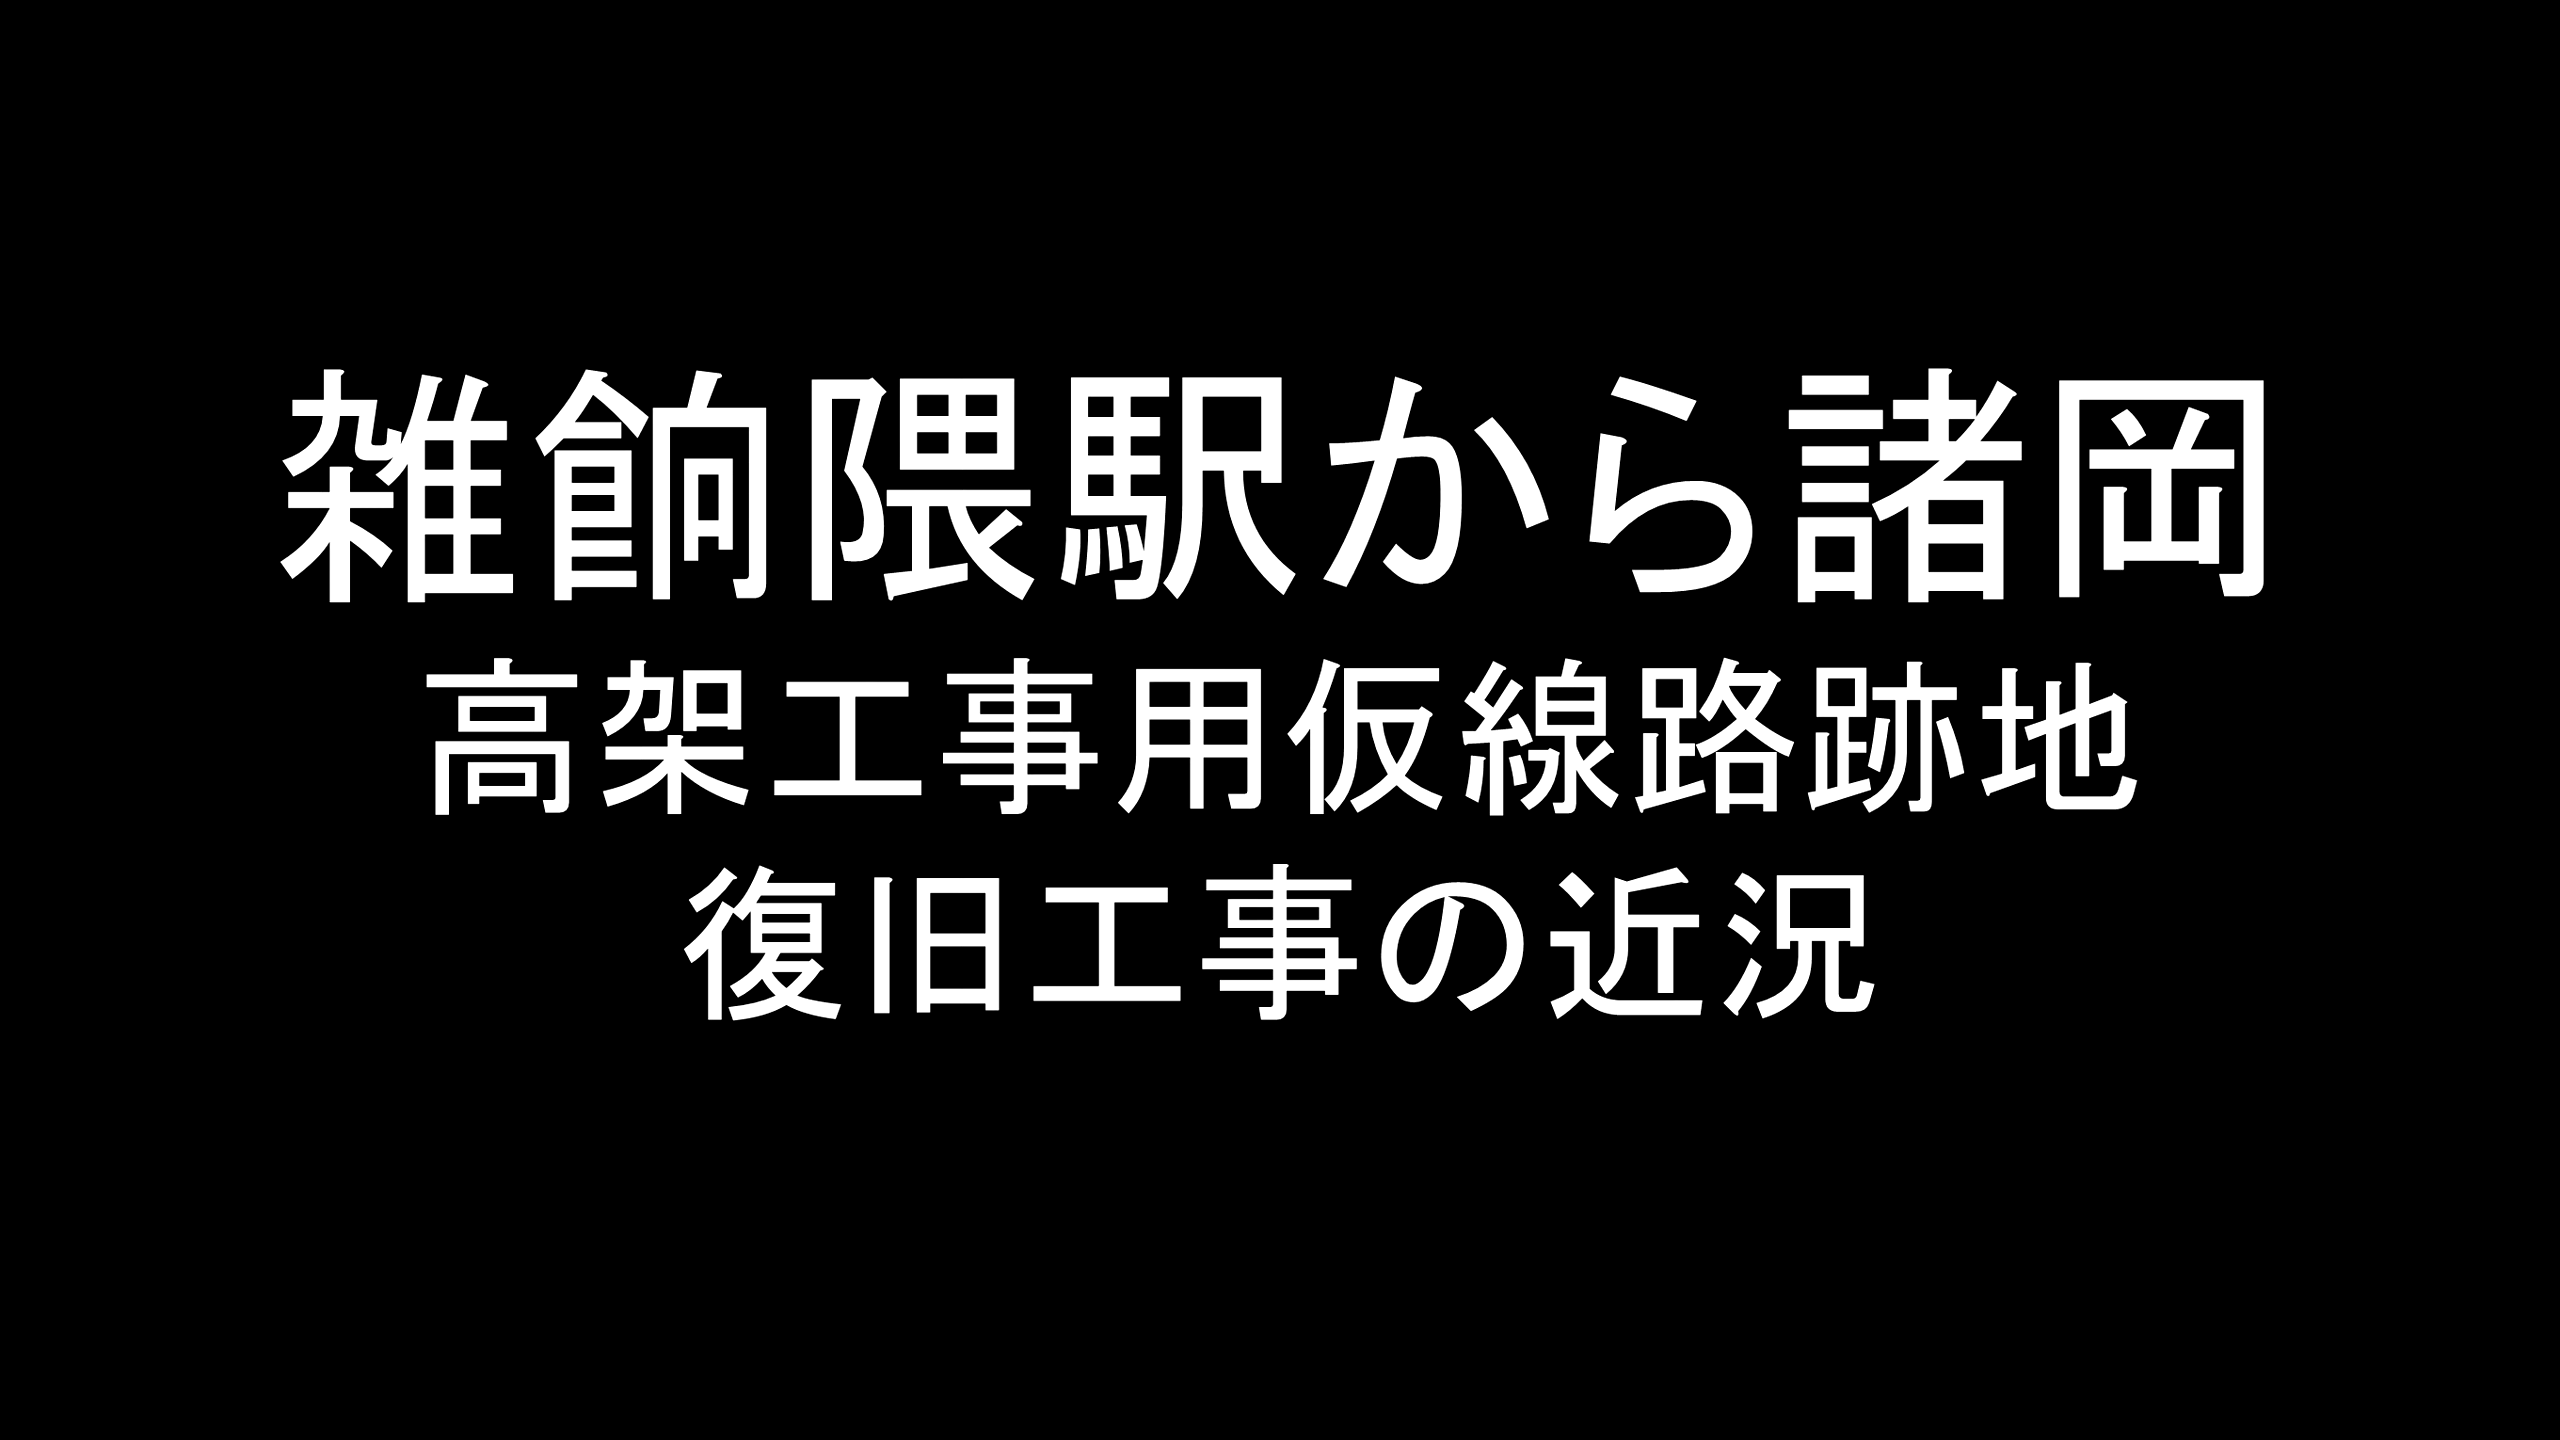 雑餉隈駅から諸岡
高架工事用仮線路跡地
復旧工事の近況